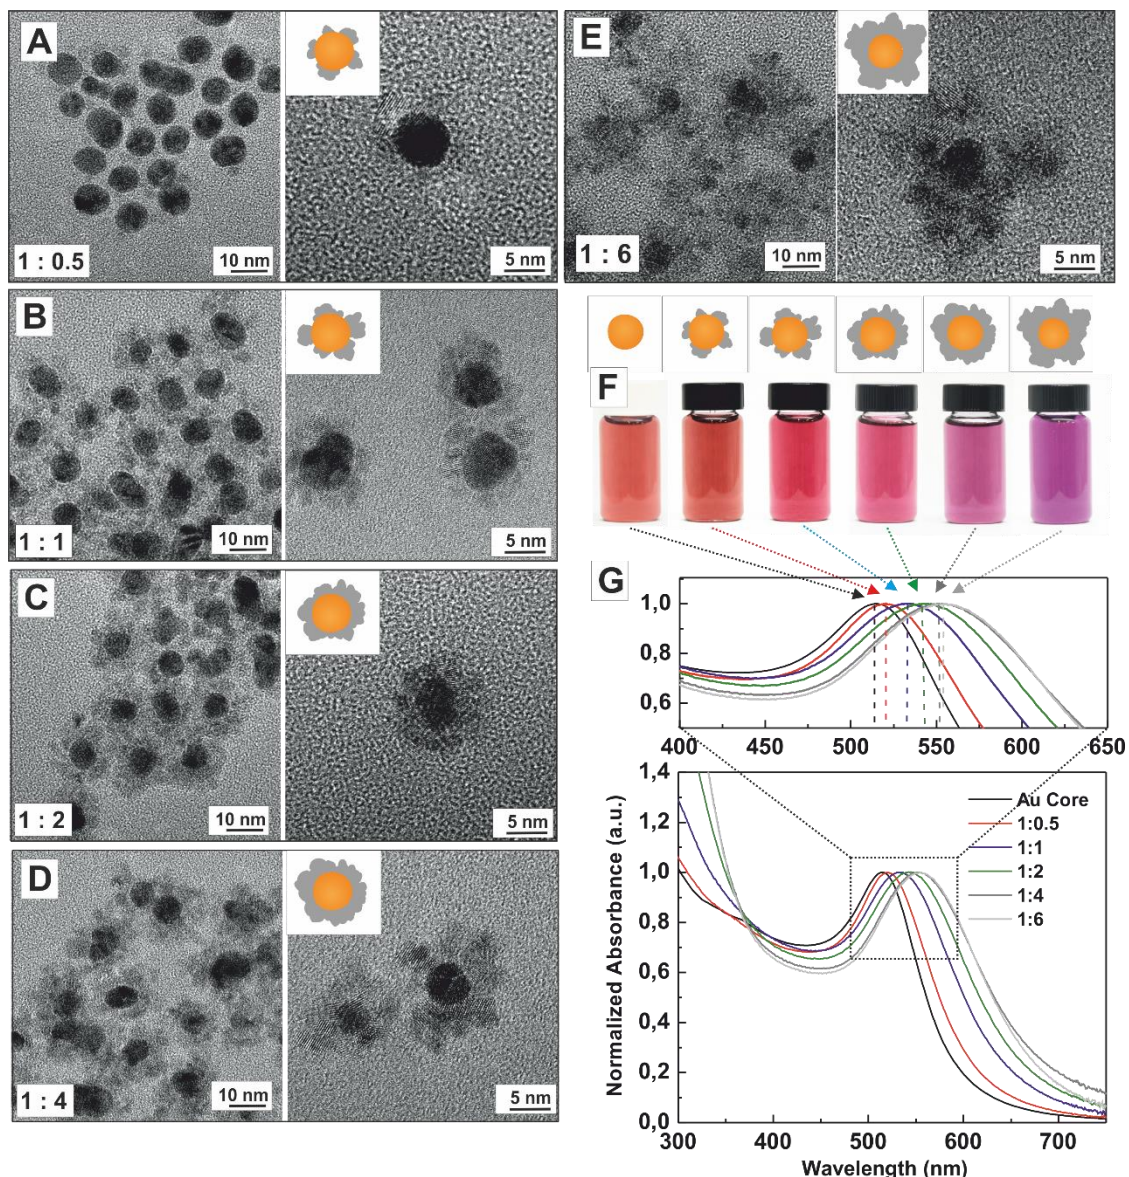 A
1 : 0.5
10 nm
5 nm
B
1 : 1
10 nm
5 nm
C
1 : 2
10 nm
5 nm
D
1 : 4
10 nm
5 nm
E
1 : 6
10 nm
5 nm
F
G
1,0
0,8
0,6
400 450 500 550 600 650
1,4
1,2
1,0
0,8
0,6
0,4
0,2
0,0
Normalized Absorbance (a.u.)
Au Core
1:0.5
1:1
1:2
1:4
1:6
300 400 500 600 700
Wavelength (nm)